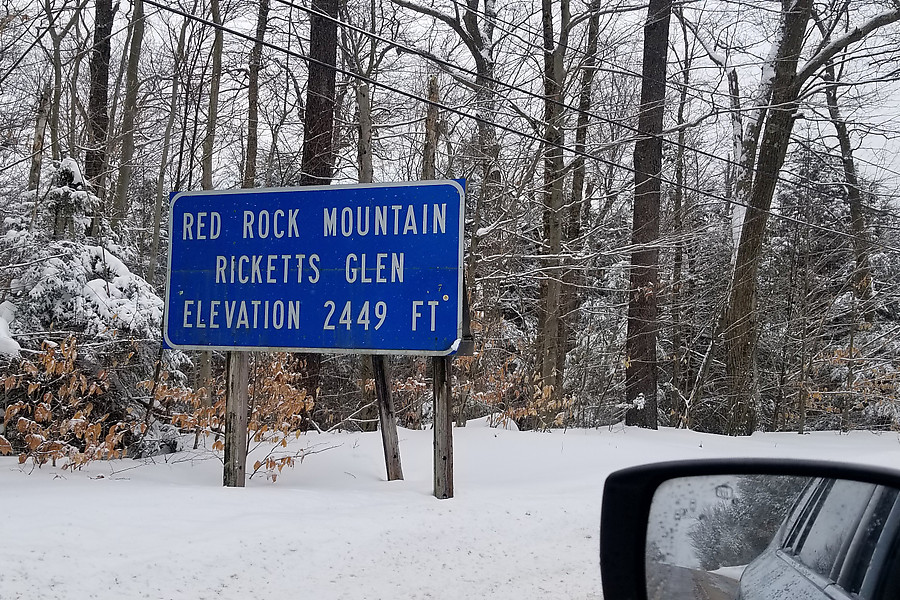 RED ROCK MOUNTAIN
RICKETTS GLEN
ELEVATION 2449 FT